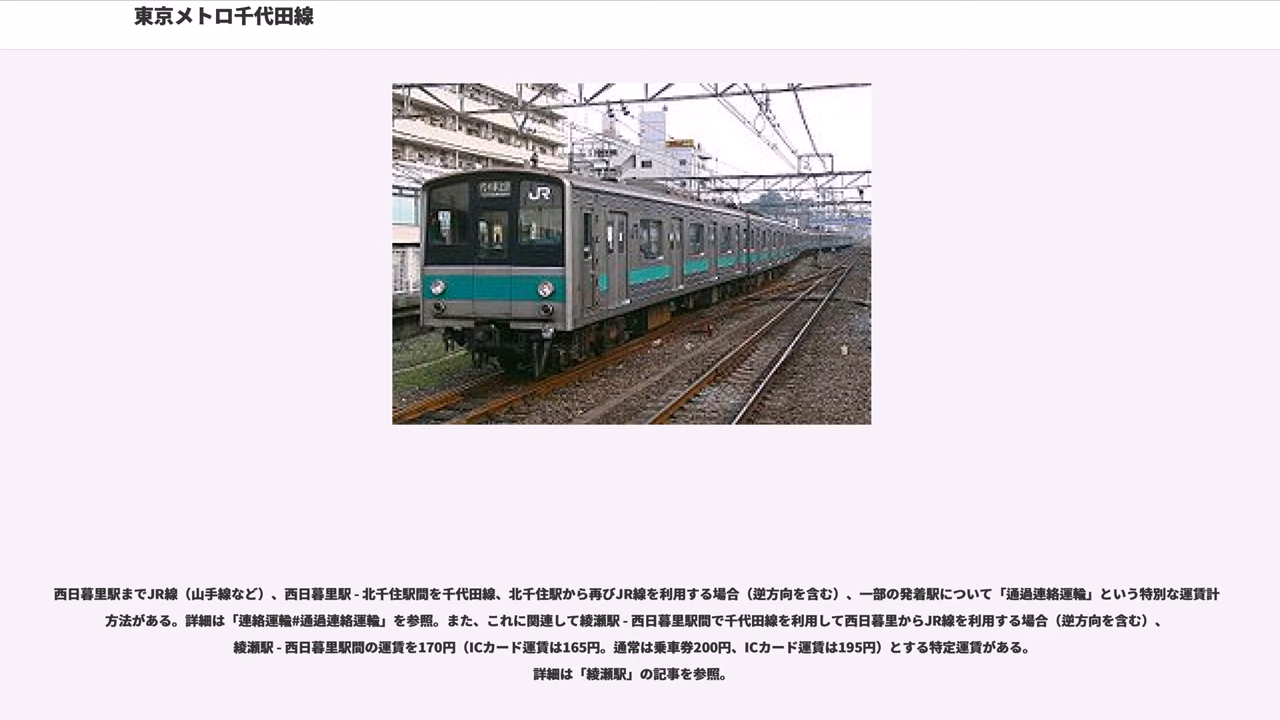 東京メトロ千代田線
JR
西日暮里駅までJR線（山手線など）、西日暮里駅 - 北千住駅間を千代田線、北千住駅から再びJR線を利用する場合（逆方向を含む）、一部の発着駅について「通過連絡運輸」という特別な運賃計
方法がある。詳細は「連絡運輸#通過連絡運輸」を参照。また、これに関連して綾瀬駅 - 西日暮里駅間で千代田線を利用して西日暮里からJR線を利用する場合（逆方向を含む）、
綾瀬駅 - 西日暮里駅間の運賃を170円（ICカード運賃は165円。通常は乗車券200円、ICカード運賃は195円）とする特定運賃がある。
詳細は「綾瀬駅」の記事を参照。